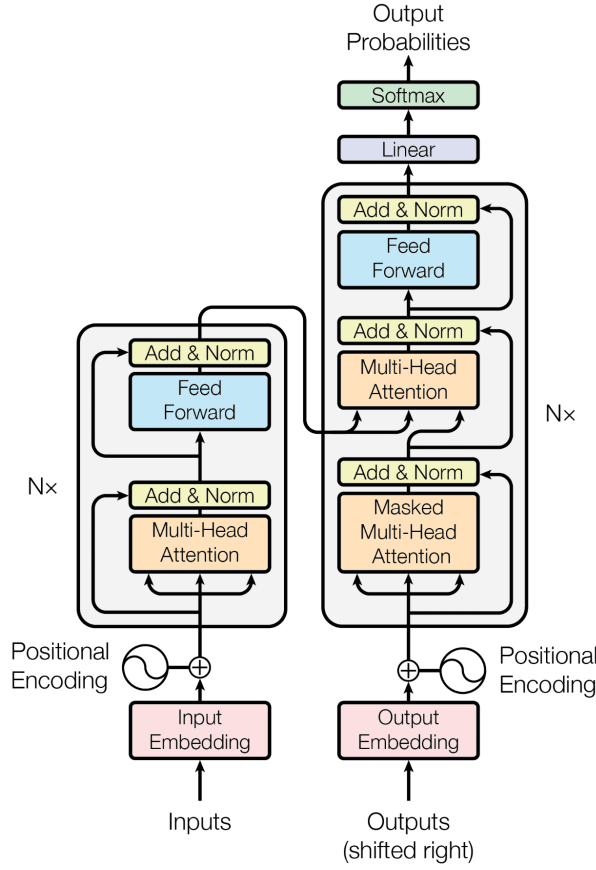 Output
Probabilities
Softmax
Linear
Add & Norm
Feed
Forward
Add & Norm
Multi-Head
Attention
Add & Norm
Masked
Multi-Head
Attention
N×
Add & Norm
Feed
Forward
Add & Norm
Multi-Head
Attention
N×
Positional
Encoding
Positional
Encoding
Input
Embedding
Output
Embedding
Inputs
Outputs
(shifted right)